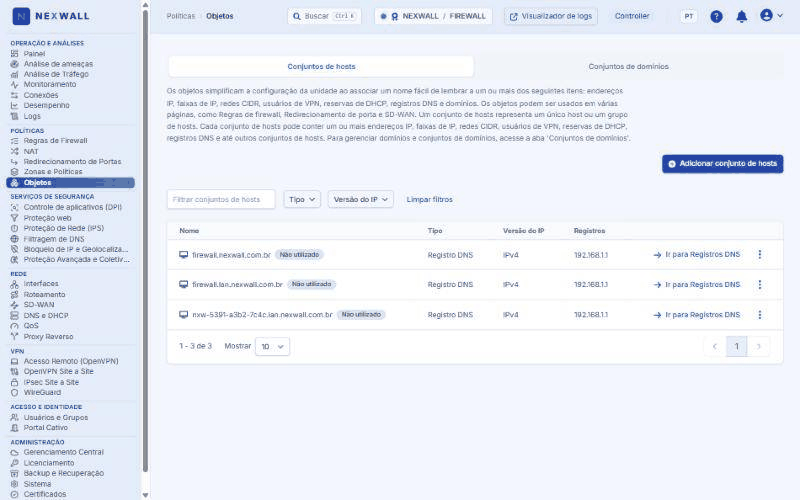 NEXWALL
OPERAÇÃO E ANÁLISES
Painel
Análise de ameaças
Análise de Tráfego
Monitoramento
Conexões
Desempenho
Logs
POLÍTICAS
Regras de Firewall
NAT
Redirecionamento de Portas
Zonas e Políticas
Objetos
SERVIÇOS DE SEGURANÇA
Controle de aplicativos (DPI)
Proteção web
Proteção de Rede (IPS)
Filtragem de DNS
Bloqueio de IP e Geolocaliza...
Proteção Avançada e Coletiv...
REDE
Interfaces
Roteamento
SD-WAN
DNS e DHCP
QoS
Proxy Reverso
VPN
Acesso Remoto (OpenVPN)
OpenVPN Site a Site
IPsec Site a Site
WireGuard
ACESSO E IDENTIDADE
Usuários e Grupos
Portal Cativo
ADMINISTRAÇÃO
Gerenciamento Central
Licenciamento
Backup e Recuperação
Sistema
Certificados
Políticas Objetos
Buscar Ctrl K
NEXWALL / FIREWALL
Visualizador de logs
Controller
PT
Conjuntos de hosts
Conjuntos de domínios
Os objetos simplificam a configuração da unidade ao associar um nome fácil de lembrar a um ou mais dos seguintes itens: endereços
IP, faixas de IP, redes CIDR, usuários de VPN, reservas de DHCP, registros DNS e domínios. Os objetos podem ser usados em várias
páginas, como Regras de firewall, Redirecionamento de porta e SD-WAN. Um conjunto de hosts representa um único host ou um grupo
de hosts. Cada conjunto de hosts pode conter um ou mais endereços IP, faixas de IP, redes CIDR, usuários de VPN, reservas de DHCP,
registros DNS e até outros conjuntos de hosts. Para gerenciar domínios e conjuntos de domínios, acesse a aba 'Conjuntos de domínios'.
Adicionar conjunto de hosts
Filtrar conjuntos de hosts
Tipo
Versão do IP
Limpar filtros
Nome Tipo Versão do IP Registros
firewall.nexwall.com.br Não utilizado Registro DNS IPv4 192.168.1.1 Ir para Registros DNS
firewall.lan.nexwall.com.br Não utilizado Registro DNS IPv4 192.168.1.1 Ir para Registros DNS
nxw-5391-a3b2-7c4c.lan.nexwall.com.br Não utilizado Registro DNS IPv4 192.168.1.1 Ir para Registros DNS
1 - 3 de 3 Mostrar 10
1